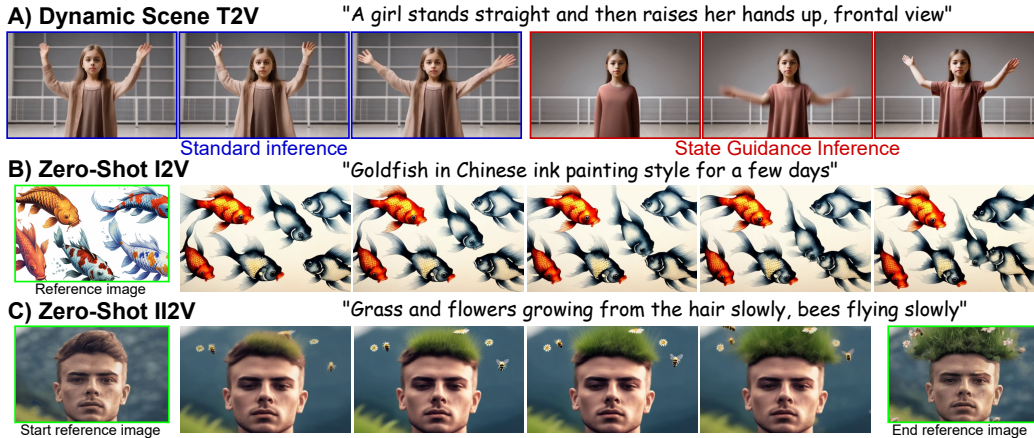 A) Dynamic Scene T2V
"A girl stands straight and then raises her hands up, frontal view"
Standard inference
State Guidance Inference
B) Zero-Shot I2V
"Goldfish in Chinese ink painting style for a few days"
Reference image
C) Zero-Shot II2V
"Grass and flowers growing from the hair slowly, bees flying slowly"
Start reference image
End reference image